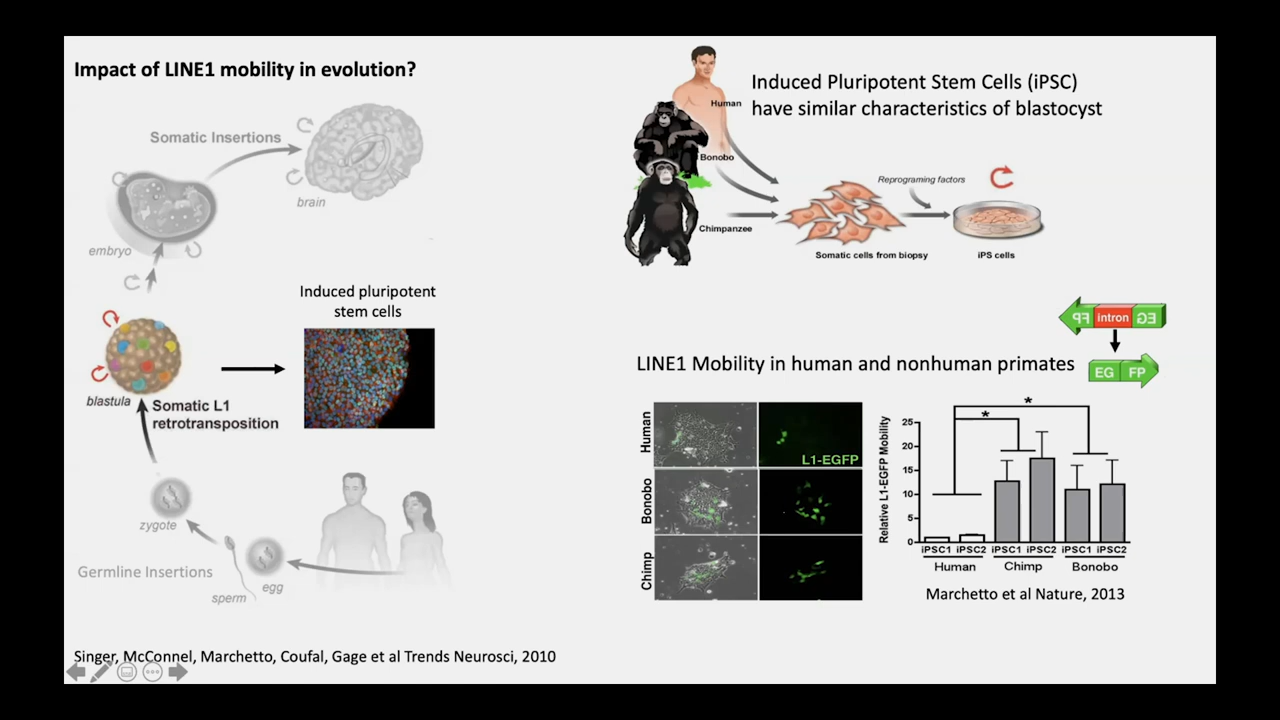 Impact of LINE1 mobility in evolution?
Somatic Insertions
brain
embryo
Induced pluripotent
stem cells
blastula
Somatic L1
retrotransposition
zygote
Germline Insertions
egg
sperm
Singer, McConnel, Marchetto, Coufal, Gage et al Trends Neurosci, 2010
Induced Pluripotent Stem Cells (iPSC)
have similar characteristics of blastocyst
Human
Bonobo
Chimpanzee
Reprograming factors
Somatic cells from biopsy
iPS cells
FP intron EG
EG FP
LINE1 Mobility in human and nonhuman primates
Human
L1-EGFP
Bonobo
Chimp
Relative L1-EGFP Mobility
25
20
15
10
5
0
* *
iPSC1 iPSC2 iPSC1 iPSC2 iPSC1 iPSC2
Human Chimp Bonobo
Marchetto et al Nature, 2013